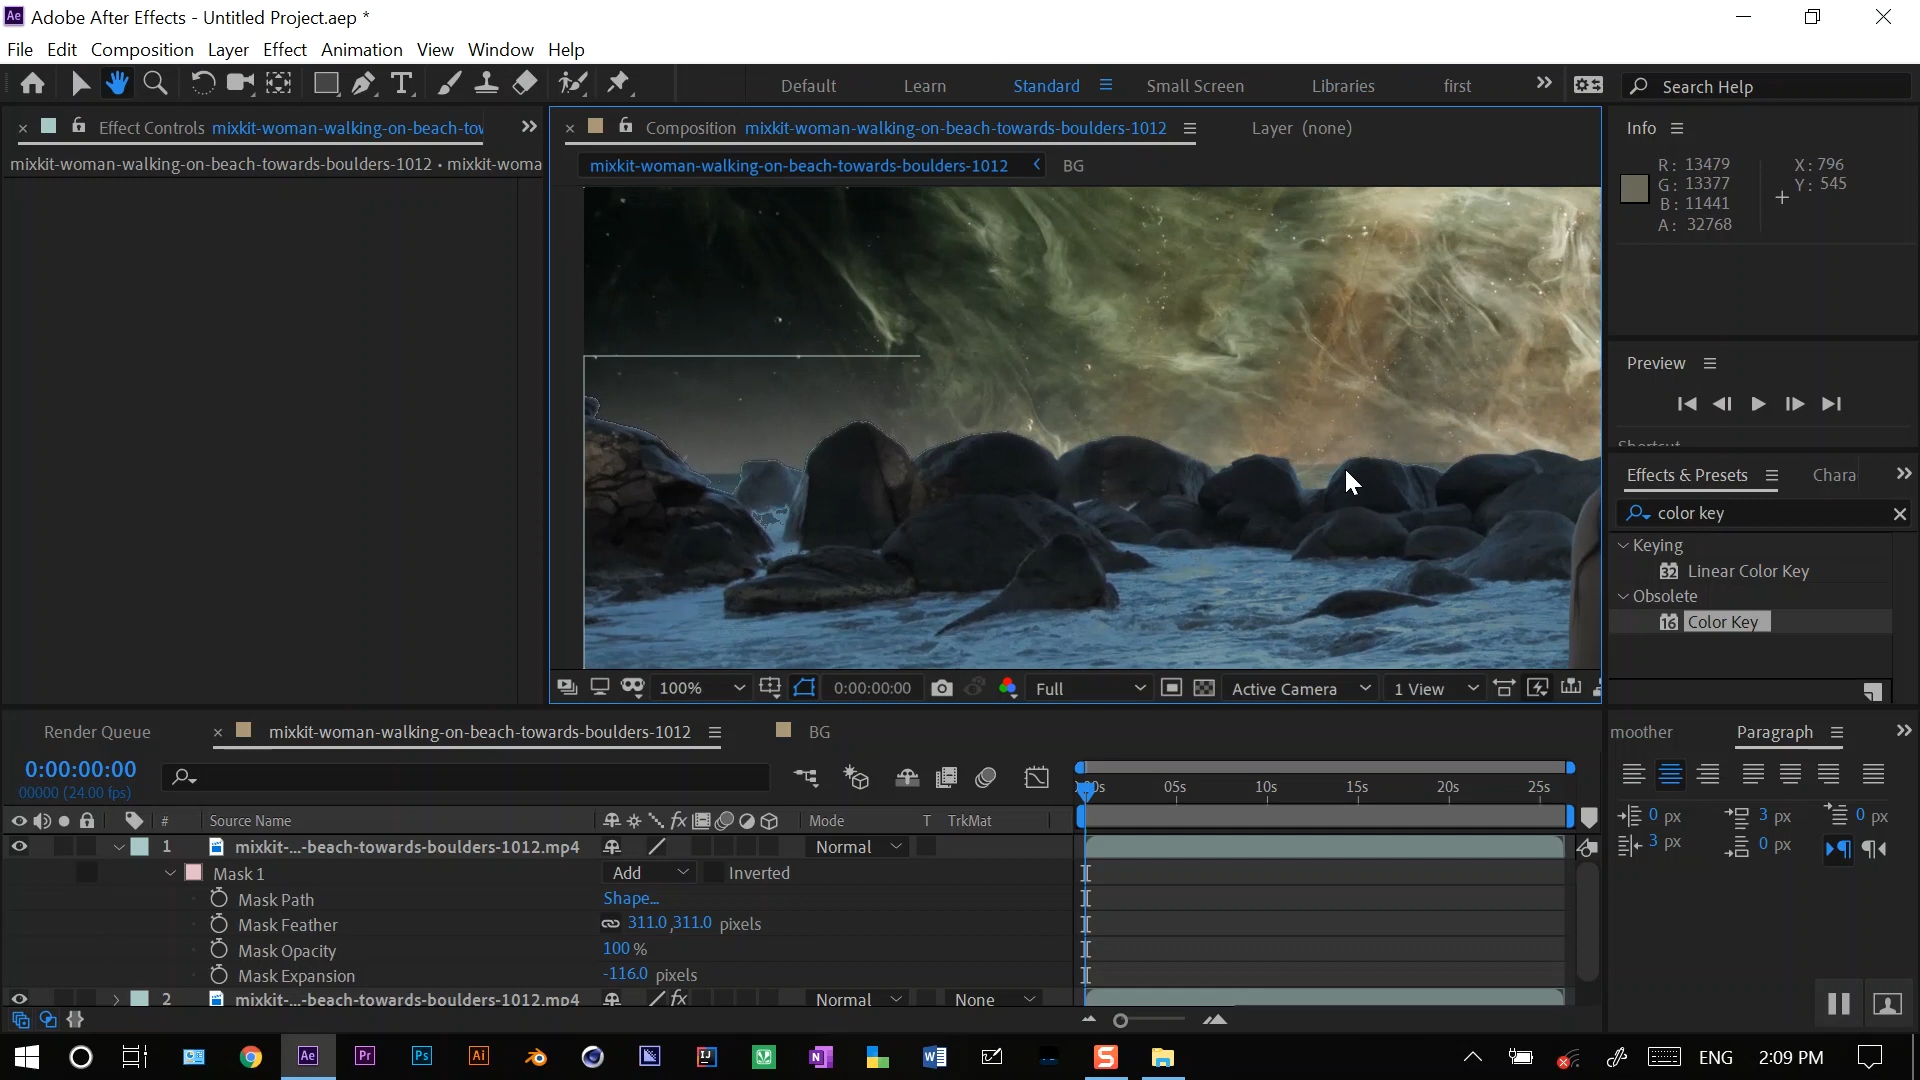 Ae Adobe After Effects - Untitled Project.aep *
File Edit Composition Layer Effect Animation View Window Help
Default Learn Standard Small Screen Libraries first Search Help
Effect Controls mixkit-woman-walking-on-beach-tow
mixkit-woman-walking-on-beach-towards-boulders-1012 • mixkit-woma
Composition mixkit-woman-walking-on-beach-towards-boulders-1012 Layer (none)
mixkit-woman-walking-on-beach-towards-boulders-1012 BG
Info
R: 13479 X: 796
G: 13377 Y: 545
B: 11441
A: 32768
Preview
Effects & Presets Chara
color key
Keying
32 Linear Color Key
Obsolete
16 Color Key
100% 0:00:00:00 Full Active Camera 1 View
Render Queue mixkit-woman-walking-on-beach-towards-boulders-1012 BG
moother Paragraph
0:00:00:00
00000 (24.00 fps)
05s 10s 15s 20s 25s
# Source Name Mode T TrkMat
0 px 3 px 0 px
3 px 0 px
1 mixkit-...-beach-towards-boulders-1012.mp4 Normal
Mask 1 Add Inverted
Mask Path Shape...
Mask Feather 311.0,311.0 pixels
Mask Opacity 100 %
Mask Expansion -116.0 pixels
2 mixkit-...-beach-towards-boulders-1012.mp4 fx Normal None
Ae Pr Ps Ai IJ N W S ENG 2:09 PM